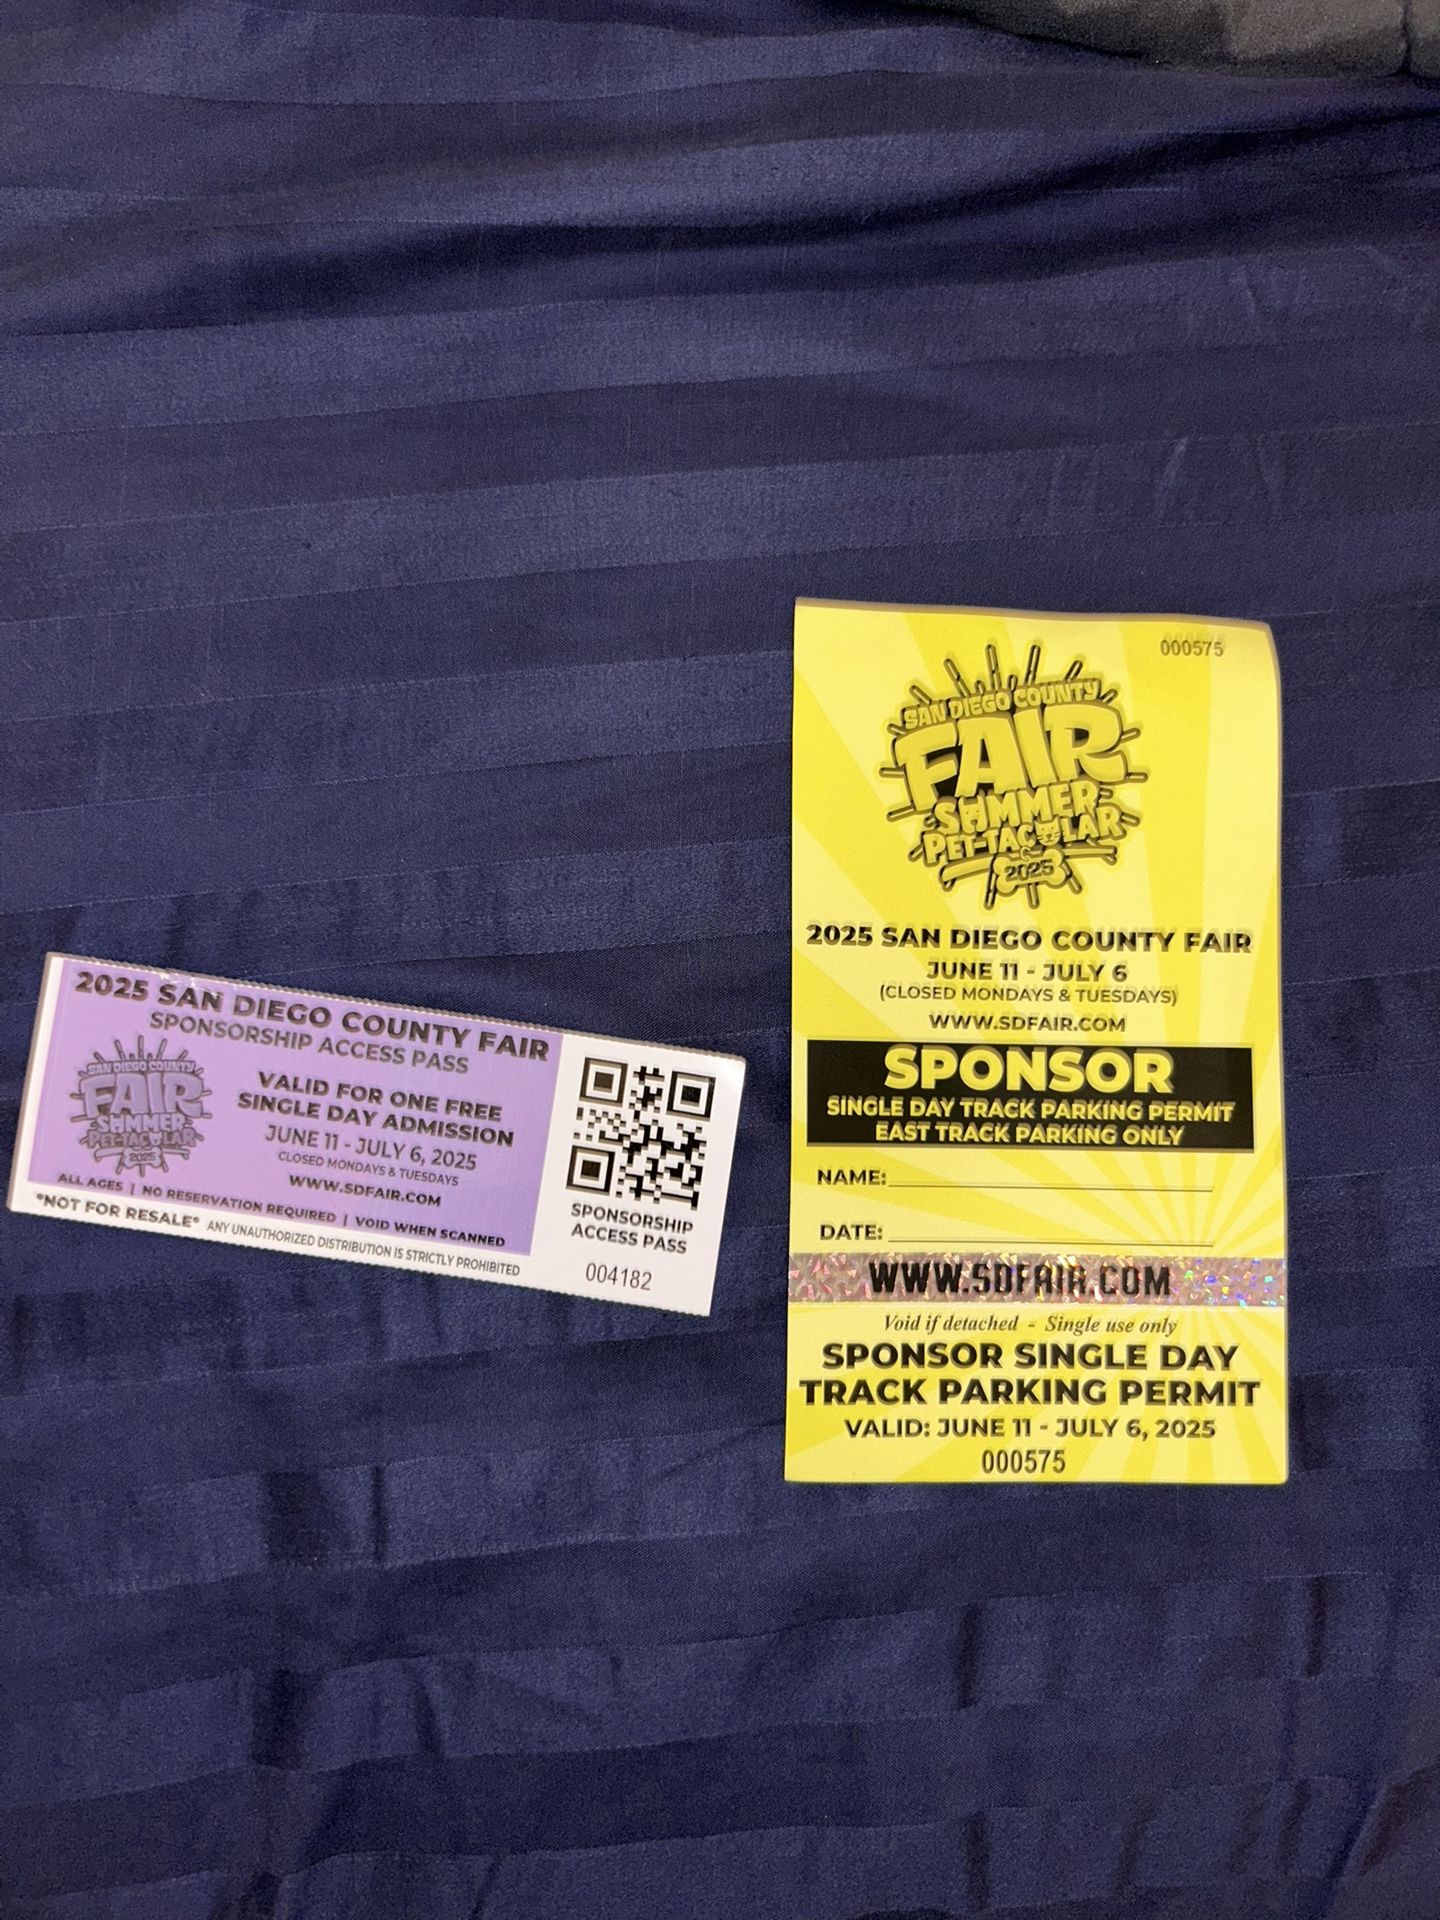 2025 SAN DIEGO COUNTY FAIR
SPONSORSHIP ACCESS PASS
SAN DIEGO COUNTY
FAIR
SUMMER
PET-TACULAR
2025
VALID FOR ONE FREE
SINGLE DAY ADMISSION
JUNE 11 - JULY 6, 2025
CLOSED MONDAYS & TUESDAYS
WWW.SDFAIR.COM
ALL AGES | NO RESERVATION REQUIRED | VOID WHEN SCANNED
*NOT FOR RESALE* ANY UNAUTHORIZED DISTRIBUTION IS STRICTLY PROHIBITED
SPONSORSHIP
ACCESS PASS
004182
000575
SAN DIEGO COUNTY
FAIR
SUMMER
PET-TACULAR
2025
2025 SAN DIEGO COUNTY FAIR
JUNE 11 - JULY 6
(CLOSED MONDAYS & TUESDAYS)
WWW.SDFAIR.COM
SPONSOR
SINGLE DAY TRACK PARKING PERMIT
EAST TRACK PARKING ONLY
NAME:
DATE:
WWW.SDFAIR.COM
Void if detached - Single use only
SPONSOR SINGLE DAY
TRACK PARKING PERMIT
VALID: JUNE 11 - JULY 6, 2025
000575